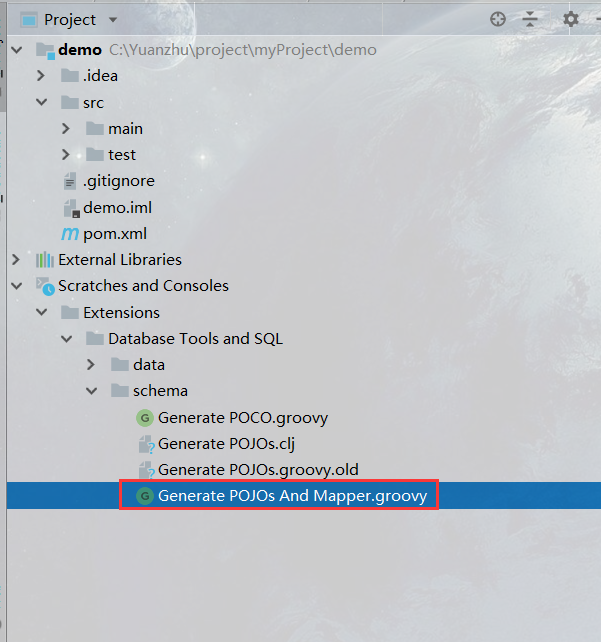 Project
demo C:\Yuanzhu\project\myProject\demo
.idea
src
main
test
.gitignore
demo.iml
m pom.xml
External Libraries
Scratches and Consoles
Extensions
Database Tools and SQL
data
schema
G Generate POCO.groovy
Generate POJOs.clj
Generate POJOs.groovy.old
G Generate POJOs And Mapper.groovy